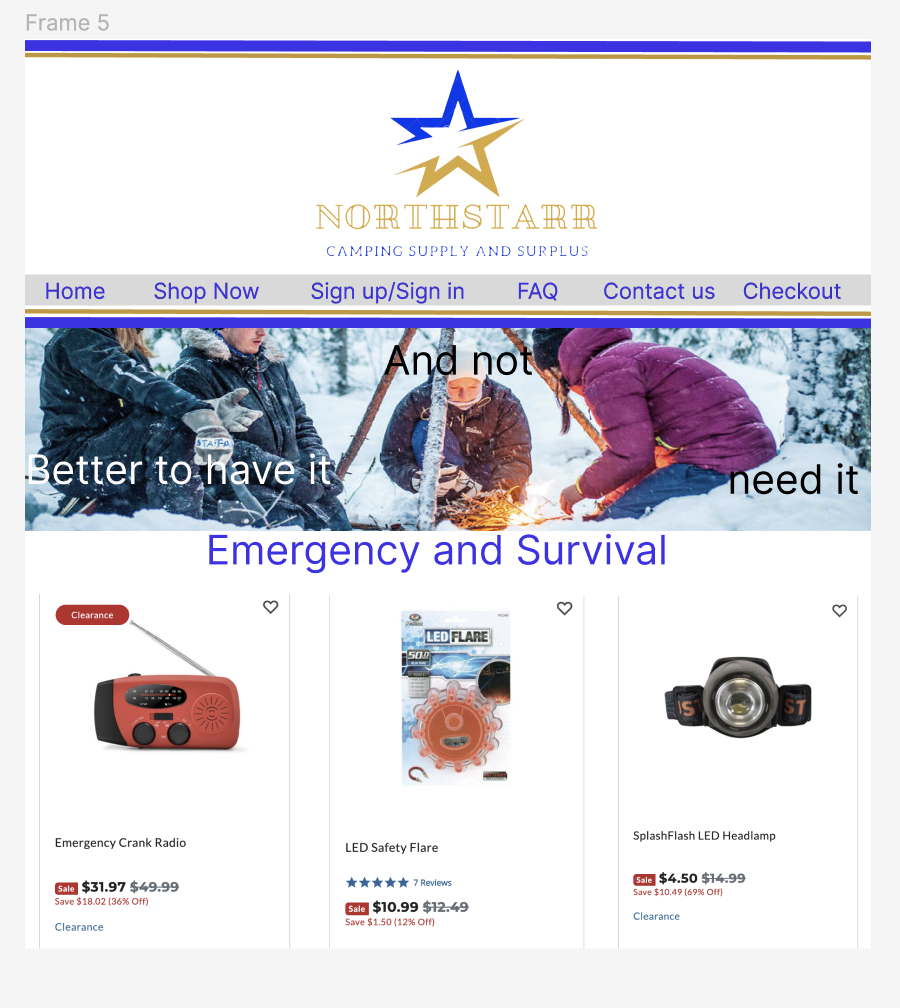 Frame 5
NORTHSTARR
CAMPING SUPPLY AND SURPLUS
Home Shop Now Sign up/Sign in FAQ Contact us Checkout
And not
Better to have it
need it
Emergency and Survival
Clearance
LED FLARE
ST
Emergency Crank Radio
Sale $31.97 $49.99
Save $18.02 (36% Off)
Clearance
LED Safety Flare
7 Reviews
Sale $10.99 $12.49
Save $1.50 (12% Off)
SplashFlash LED Headlamp
Sale $4.50 $14.99
Save $10.49 (69% Off)
Clearance